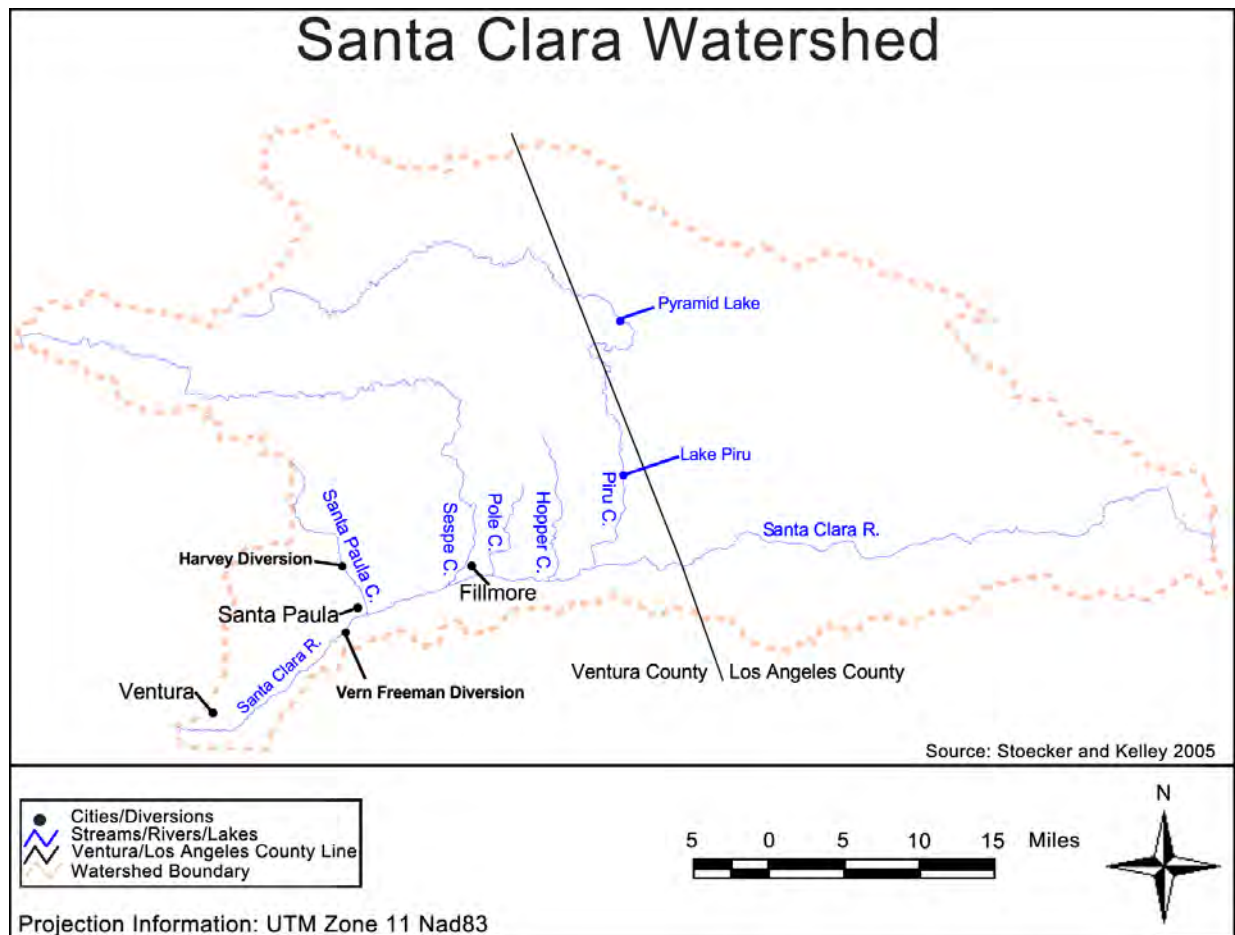 Santa Clara Watershed
Pyramid Lake
Lake Piru
Santa Paula C.
Sespe C.
Pole C.
Hopper C.
Piru C.
Santa Clara R.
Harvey Diversion
Fillmore
Santa Paula
Santa Clara R.
Ventura County
Los Angeles County
Ventura
Vern Freeman Diversion
Source: Stoecker and Kelley 2005
Cities/Diversions
Streams/Rivers/Lakes
Ventura/Los Angeles County Line
Watershed Boundary
5 0 5 10 15 Miles
N
Projection Information: UTM Zone 11 Nad83